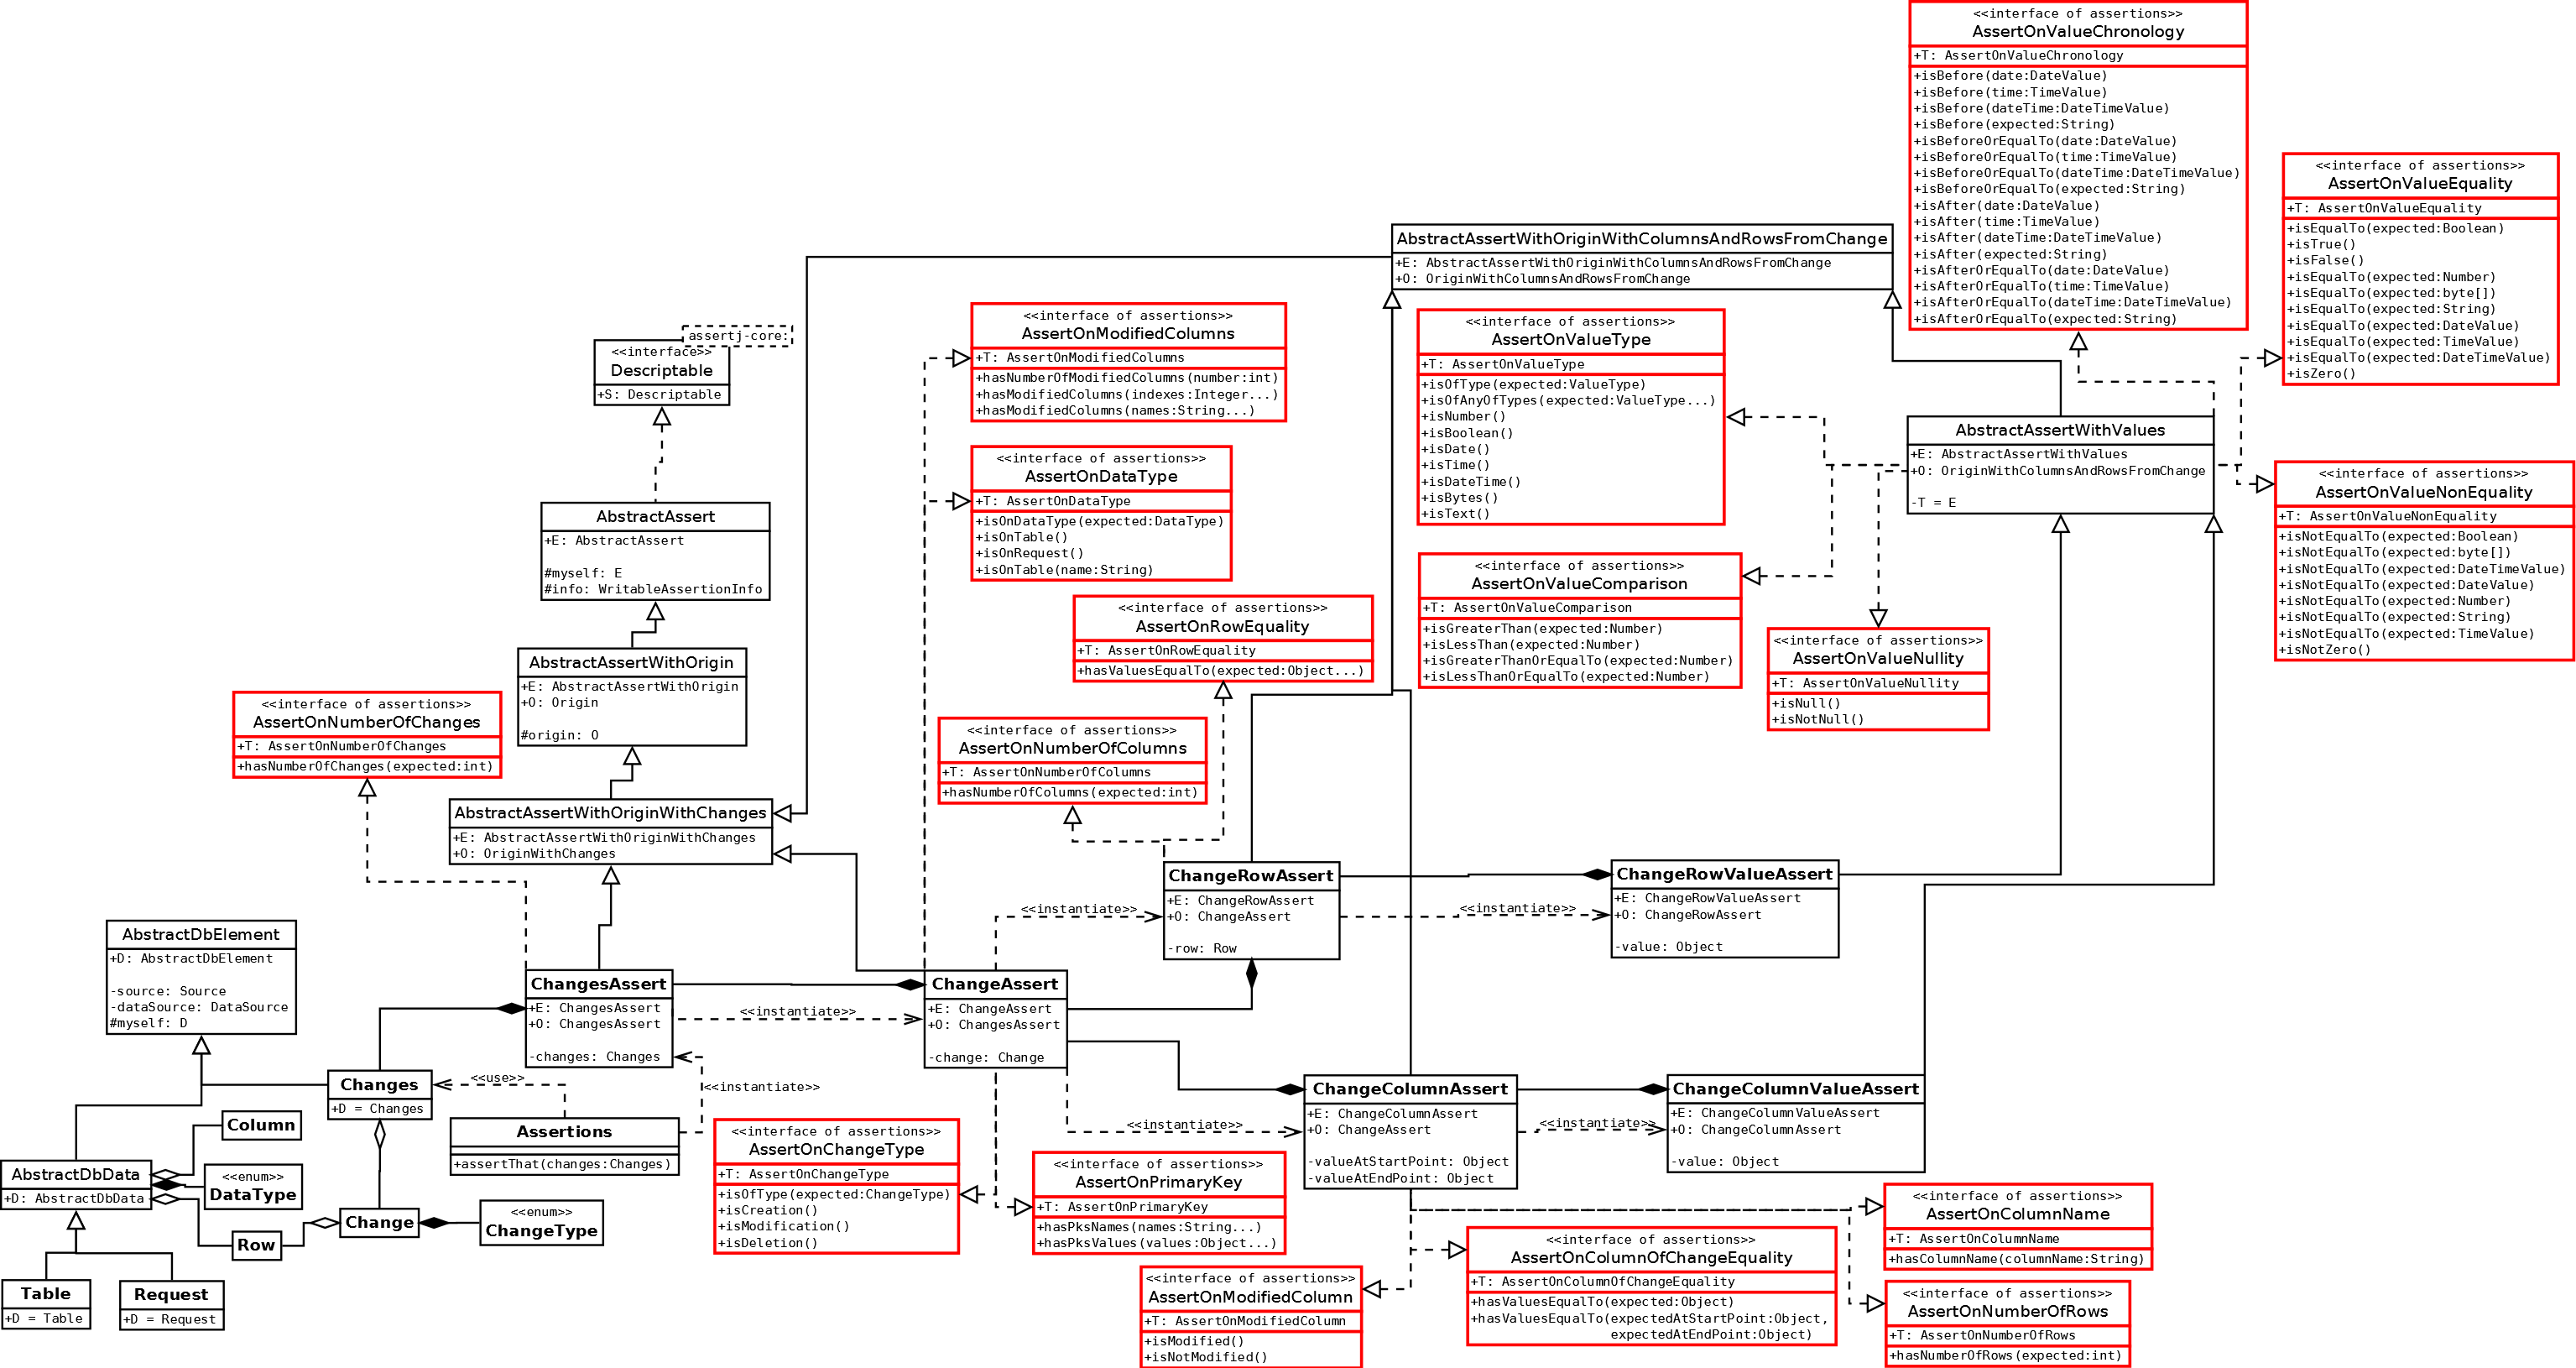 <<interface of assertions>>
AssertOnValueChronology
+T: AssertOnValueChronology
+isBefore(date:DateValue)
+isBefore(time:TimeValue)
+isBefore(dateTime:DateTimeValue)
+isBefore(expected:String)
+isBeforeOrEqualTo(date:DateValue)
+isBeforeOrEqualTo(time:TimeValue)
+isBeforeOrEqualTo(dateTime:DateTimeValue)
+isBeforeOrEqualTo(expected:String)
+isAfter(date:DateValue)
+isAfter(time:TimeValue)
+isAfter(dateTime:DateTimeValue)
+isAfter(expected:String)
+isAfterOrEqualTo(date:DateValue)
+isAfterOrEqualTo(time:TimeValue)
+isAfterOrEqualTo(dateTime:DateTimeValue)
+isAfterOrEqualTo(expected:String)
<<interface of assertions>>
AssertOnValueEquality
+T: AssertOnValueEquality
+isEqualTo(expected:Boolean)
+isTrue()
+isFalse()
+isEqualTo(expected:Number)
+isEqualTo(expected:byte[])
+isEqualTo(expected:String)
+isEqualTo(expected:DateValue)
+isEqualTo(expected:TimeValue)
+isEqualTo(expected:DateTimeValue)
+isZero()
AbstractAssertWithOriginWithColumnsAndRowsFromChange
+E: AbstractAssertWithOriginWithColumnsAndRowsFromChange
+O: OriginWithColumnsAndRowsFromChange
assertj-core:
<<interface>>
Descriptable
+S: Descriptable
<<interface of assertions>>
AssertOnModifiedColumns
+T: AssertOnModifiedColumns
+hasNumberOfModifiedColumns(number:int)
+hasModifiedColumns(indexes:Integer...)
+hasModifiedColumns(names:String...)
<<interface of assertions>>
AssertOnValueType
+T: AssertOnValueType
+isOfType(expected:ValueType)
+isOfAnyOfTypes(expected:ValueType...)
+isNumber()
+isBoolean()
+isDate()
+isTime()
+isDateTime()
+isBytes()
+isText()
AbstractAssertWithValues
+E: AbstractAssertWithValues
+O: OriginWithColumnsAndRowsFromChange
-T = E
<<interface of assertions>>
AssertOnDataType
+T: AssertOnDataType
+isOnDataType(expected:DataType)
+isOnTable()
+isOnRequest()
+isOnTable(name:String)
<<interface of assertions>>
AssertOnValueNonEquality
+T: AssertOnValueNonEquality
+isNotEqualTo(expected:Boolean)
+isNotEqualTo(expected:byte[])
+isNotEqualTo(expected:DateTimeValue)
+isNotEqualTo(expected:DateValue)
+isNotEqualTo(expected:Number)
+isNotEqualTo(expected:String)
+isNotEqualTo(expected:TimeValue)
+isNotZero()
AbstractAssert
+E: AbstractAssert
#myself: E
#info: WritableAssertionInfo
<<interface of assertions>>
AssertOnValueComparison
+T: AssertOnValueComparison
+isGreaterThan(expected:Number)
+isLessThan(expected:Number)
+isGreaterThanOrEqualTo(expected:Number)
+isLessThanOrEqualTo(expected:Number)
<<interface of assertions>>
AssertOnRowEquality
+T: AssertOnRowEquality
+hasValuesEqualTo(expected:Object...)
<<interface of assertions>>
AssertOnValueNullity
+T: AssertOnValueNullity
+isNull()
+isNotNull()
AbstractAssertWithOrigin
+E: AbstractAssertWithOrigin
+O: Origin
#origin: O
<<interface of assertions>>
AssertOnNumberOfChanges
+T: AssertOnNumberOfChanges
+hasNumberOfChanges(expected:int)
<<interface of assertions>>
AssertOnNumberOfColumns
+T: AssertOnNumberOfColumns
+hasNumberOfColumns(expected:int)
AbstractAssertWithOriginWithChanges
+E: AbstractAssertWithOriginWithChanges
+O: OriginWithChanges
ChangeRowAssert
+E: ChangeRowAssert
+O: ChangeAssert
-row: Row
<<instantiate>>
<<instantiate>>
ChangeRowValueAssert
+E: ChangeRowValueAssert
+O: ChangeRowAssert
-value: Object
AbstractDbElement
+D: AbstractDbElement
-source: Source
-dataSource: DataSource
#myself: D
ChangesAssert
+E: ChangesAssert
+O: ChangesAssert
-changes: Changes
<<instantiate>>
ChangeAssert
+E: ChangeAssert
+O: ChangesAssert
-change: Change
Changes
+D = Changes
<<use>>
<<instantiate>>
Assertions
+assertThat(changes:Changes)
ChangeColumnAssert
+E: ChangeColumnAssert
+O: ChangeAssert
-valueAtStartPoint: Object
-valueAtEndPoint: Object
<<instantiate>>
<<instantiate>>
ChangeColumnValueAssert
+E: ChangeColumnValueAssert
+O: ChangeColumnAssert
-value: Object
Column
AbstractDbData
+D: AbstractDbData
<<enum>>
DataType
Row
Change
<<enum>>
ChangeType
Table
+D = Table
Request
+D = Request
<<interface of assertions>>
AssertOnChangeType
+T: AssertOnChangeType
+isOfType(expected:ChangeType)
+isCreation()
+isModification()
+isDeletion()
<<interface of assertions>>
AssertOnPrimaryKey
+T: AssertOnPrimaryKey
+hasPksNames(names:String...)
+hasPksValues(values:Object...)
<<interface of assertions>>
AssertOnModifiedColumn
+T: AssertOnModifiedColumn
+isModified()
+isNotModified()
<<interface of assertions>>
AssertOnColumnOfChangeEquality
+T: AssertOnColumnOfChangeEquality
+hasValuesEqualTo(expected:Object)
+hasValuesEqualTo(expectedAtStartPoint:Object,
expectedAtEndPoint:Object)
<<interface of assertions>>
AssertOnColumnName
+T: AssertOnColumnName
+hasColumnName(columnName:String)
<<interface of assertions>>
AssertOnNumberOfRows
+T: AssertOnNumberOfRows
+hasNumberOfRows(expected:int)